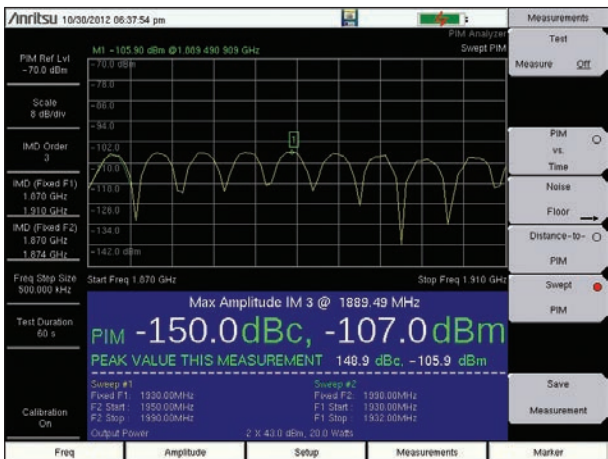 Anritsu 10/30/2012 06:37:54 pm
PIM Analyzer
M1 -105.90 dBm @1.889 490 909 GHz
Swept PIM
PIM Ref Lvl
-70.0 dBm
Scale
8 dB/div
IMD Order
3
IMD (Fixed F1)
1.870 GHz
1.910 GHz
IMD (Fixed F2)
1.870 GHz
1.874 GHz
Freq Step Size
500.000 kHz
Test Duration
60 s
Calibration
On
-70.0 dBm
-78.0
-86.0
-94.0
-102.0
-110.0
-126.0
-134.0
-142.0 dBm
1
Start Freq 1.870 GHz
Stop Freq 1.910 GHz
Max Amplitude IM 3 @ 1889.49 MHz
PIM -150.0 dBc, -107.0 dBm
PEAK VALUE THIS MEASUREMENT 148.9 dBc, -105.9 dBm
Sweep #1
Fixed F1: 1930.00MHz
F2 Start : 1950.00MHz
F2 Stop : 1990.00MHz
Sweep #2
Fixed F2: 1990.00MHz
F1 Start : 1930.00MHz
F1 Stop : 1932.00MHz
Output Power 2 X 43.0 dBm, 20.0 Watts
Measurements
Test
Measure Off
PIM
vs.
Time
Noise
Floor
Distance-to-
PIM
Swept
PIM
Save
Measurement
Freq
Amplitude
Setup
Measurements
Marker